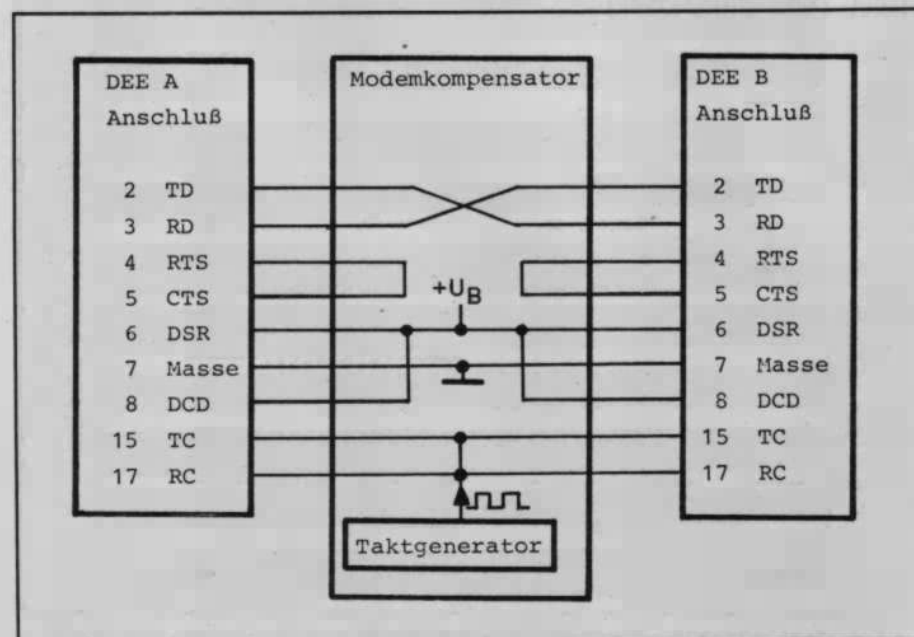 DEE A
Anschluß
2 TD
3 RD
4 RTS
5 CTS
6 DSR
7 Masse
8 DCD
15 TC
17 RC
Modemkompensator
+UB
Taktgenerator
DEE B
Anschluß
2 TD
3 RD
4 RTS
5 CTS
6 DSR
7 Masse
8 DCD
15 TC
17 RC